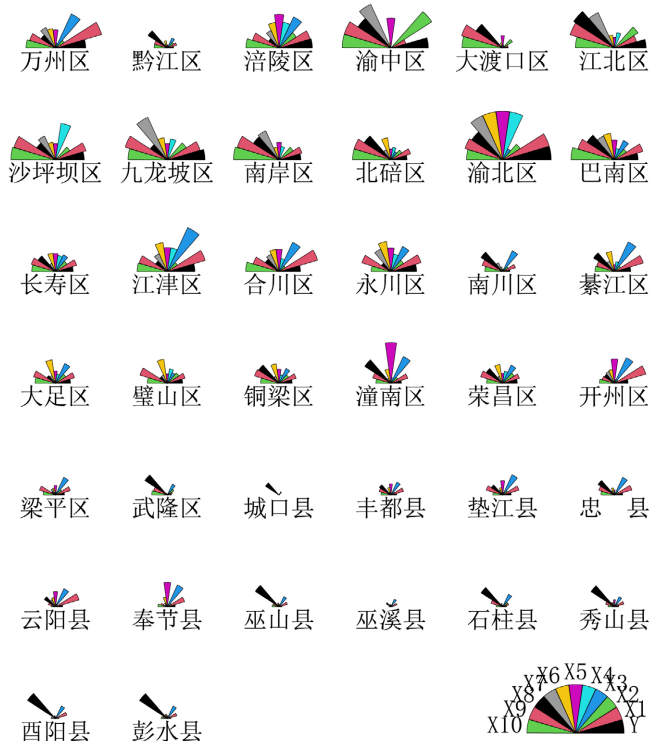 万州区 黔江区 涪陵区 渝中区 大渡口区 江北区
沙坪坝区 九龙坡区 南岸区 北碚区 渝北区 巴南区
长寿区 江津区 合川区 永川区 南川区 綦江区
大足区 璧山区 铜梁区 潼南区 荣昌区 开州区
梁平区 武隆区 城口县 丰都县 垫江县 忠 县
云阳县 奉节县 巫山县 巫溪县 石柱县 秀山县
酉阳县 彭水县
X10 X9 X8 X7 X6 X5 X4 X3 X2 X1 Y